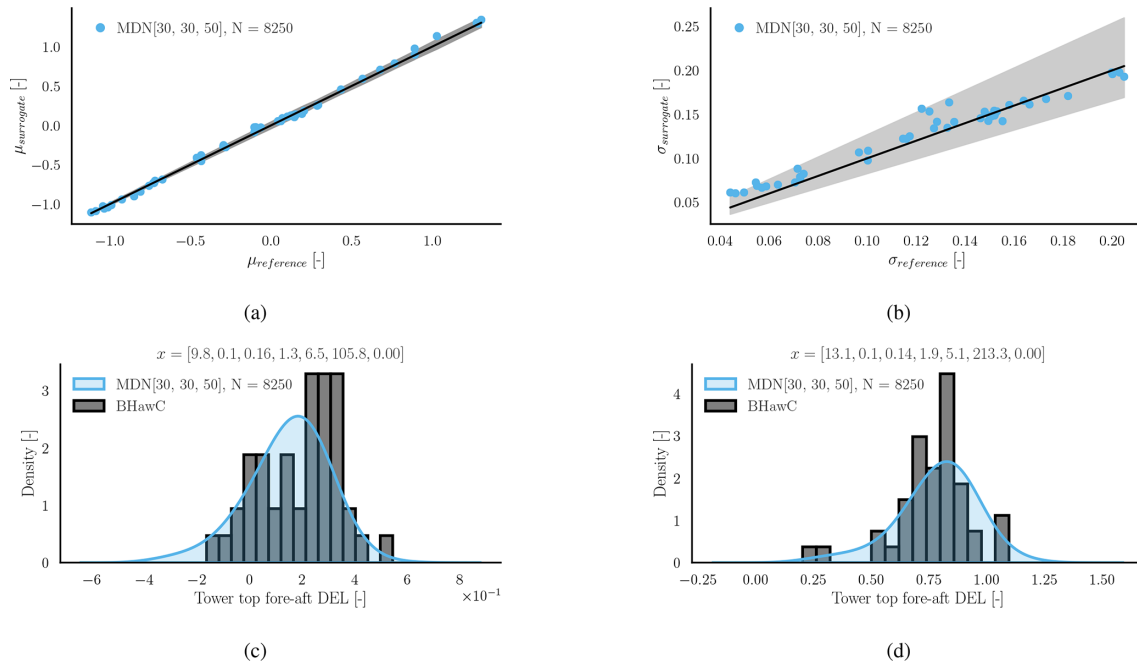 MDN[30, 30, 50], N = 8250
1.0
0.5
0.0
−0.5
−1.0
μsurrogate [-]
−1.0 −0.5 0.0 0.5 1.0
μreference [-]
(a)
MDN[30, 30, 50], N = 8250
0.25
0.20
0.15
0.10
0.05
σsurrogate [-]
0.04 0.06 0.08 0.10 0.12 0.14 0.16 0.18 0.20
σreference [-]
(b)
x = [9.8, 0.1, 0.16, 1.3, 6.5, 105.8, 0.00]
MDN[30, 30, 50], N = 8250
BHawC
3
2
1
0
Density [-]
−6 −4 −2 0 2 4 6 8
Tower top fore-aft DEL [-]
×10−1
(c)
x = [13.1, 0.1, 0.14, 1.9, 5.1, 213.3, 0.00]
MDN[30, 30, 50], N = 8250
BHawC
4
3
2
1
0
Density [-]
−0.25 0.00 0.25 0.50 0.75 1.00 1.25 1.50
Tower top fore-aft DEL [-]
(d)